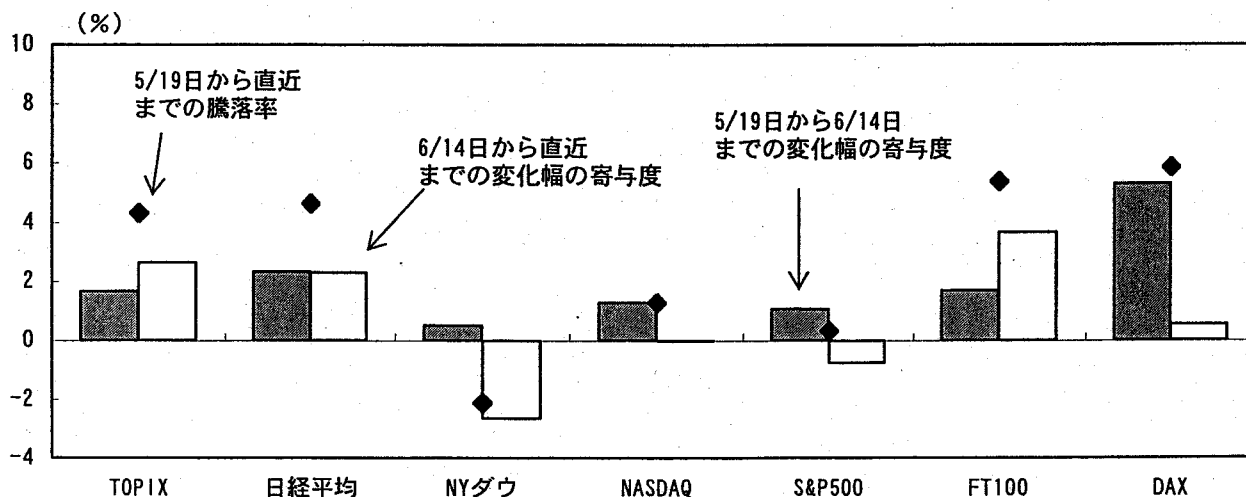 (%)
10
8
6
4
2
0
-2
-4
5/19日から直近
までの騰落率
6/14日から直近
までの変化幅の寄与度
5/19日から6/14日
までの変化幅の寄与度
TOPIX 日経平均 NYダウ NASDAQ S&P500 FT100 DAX